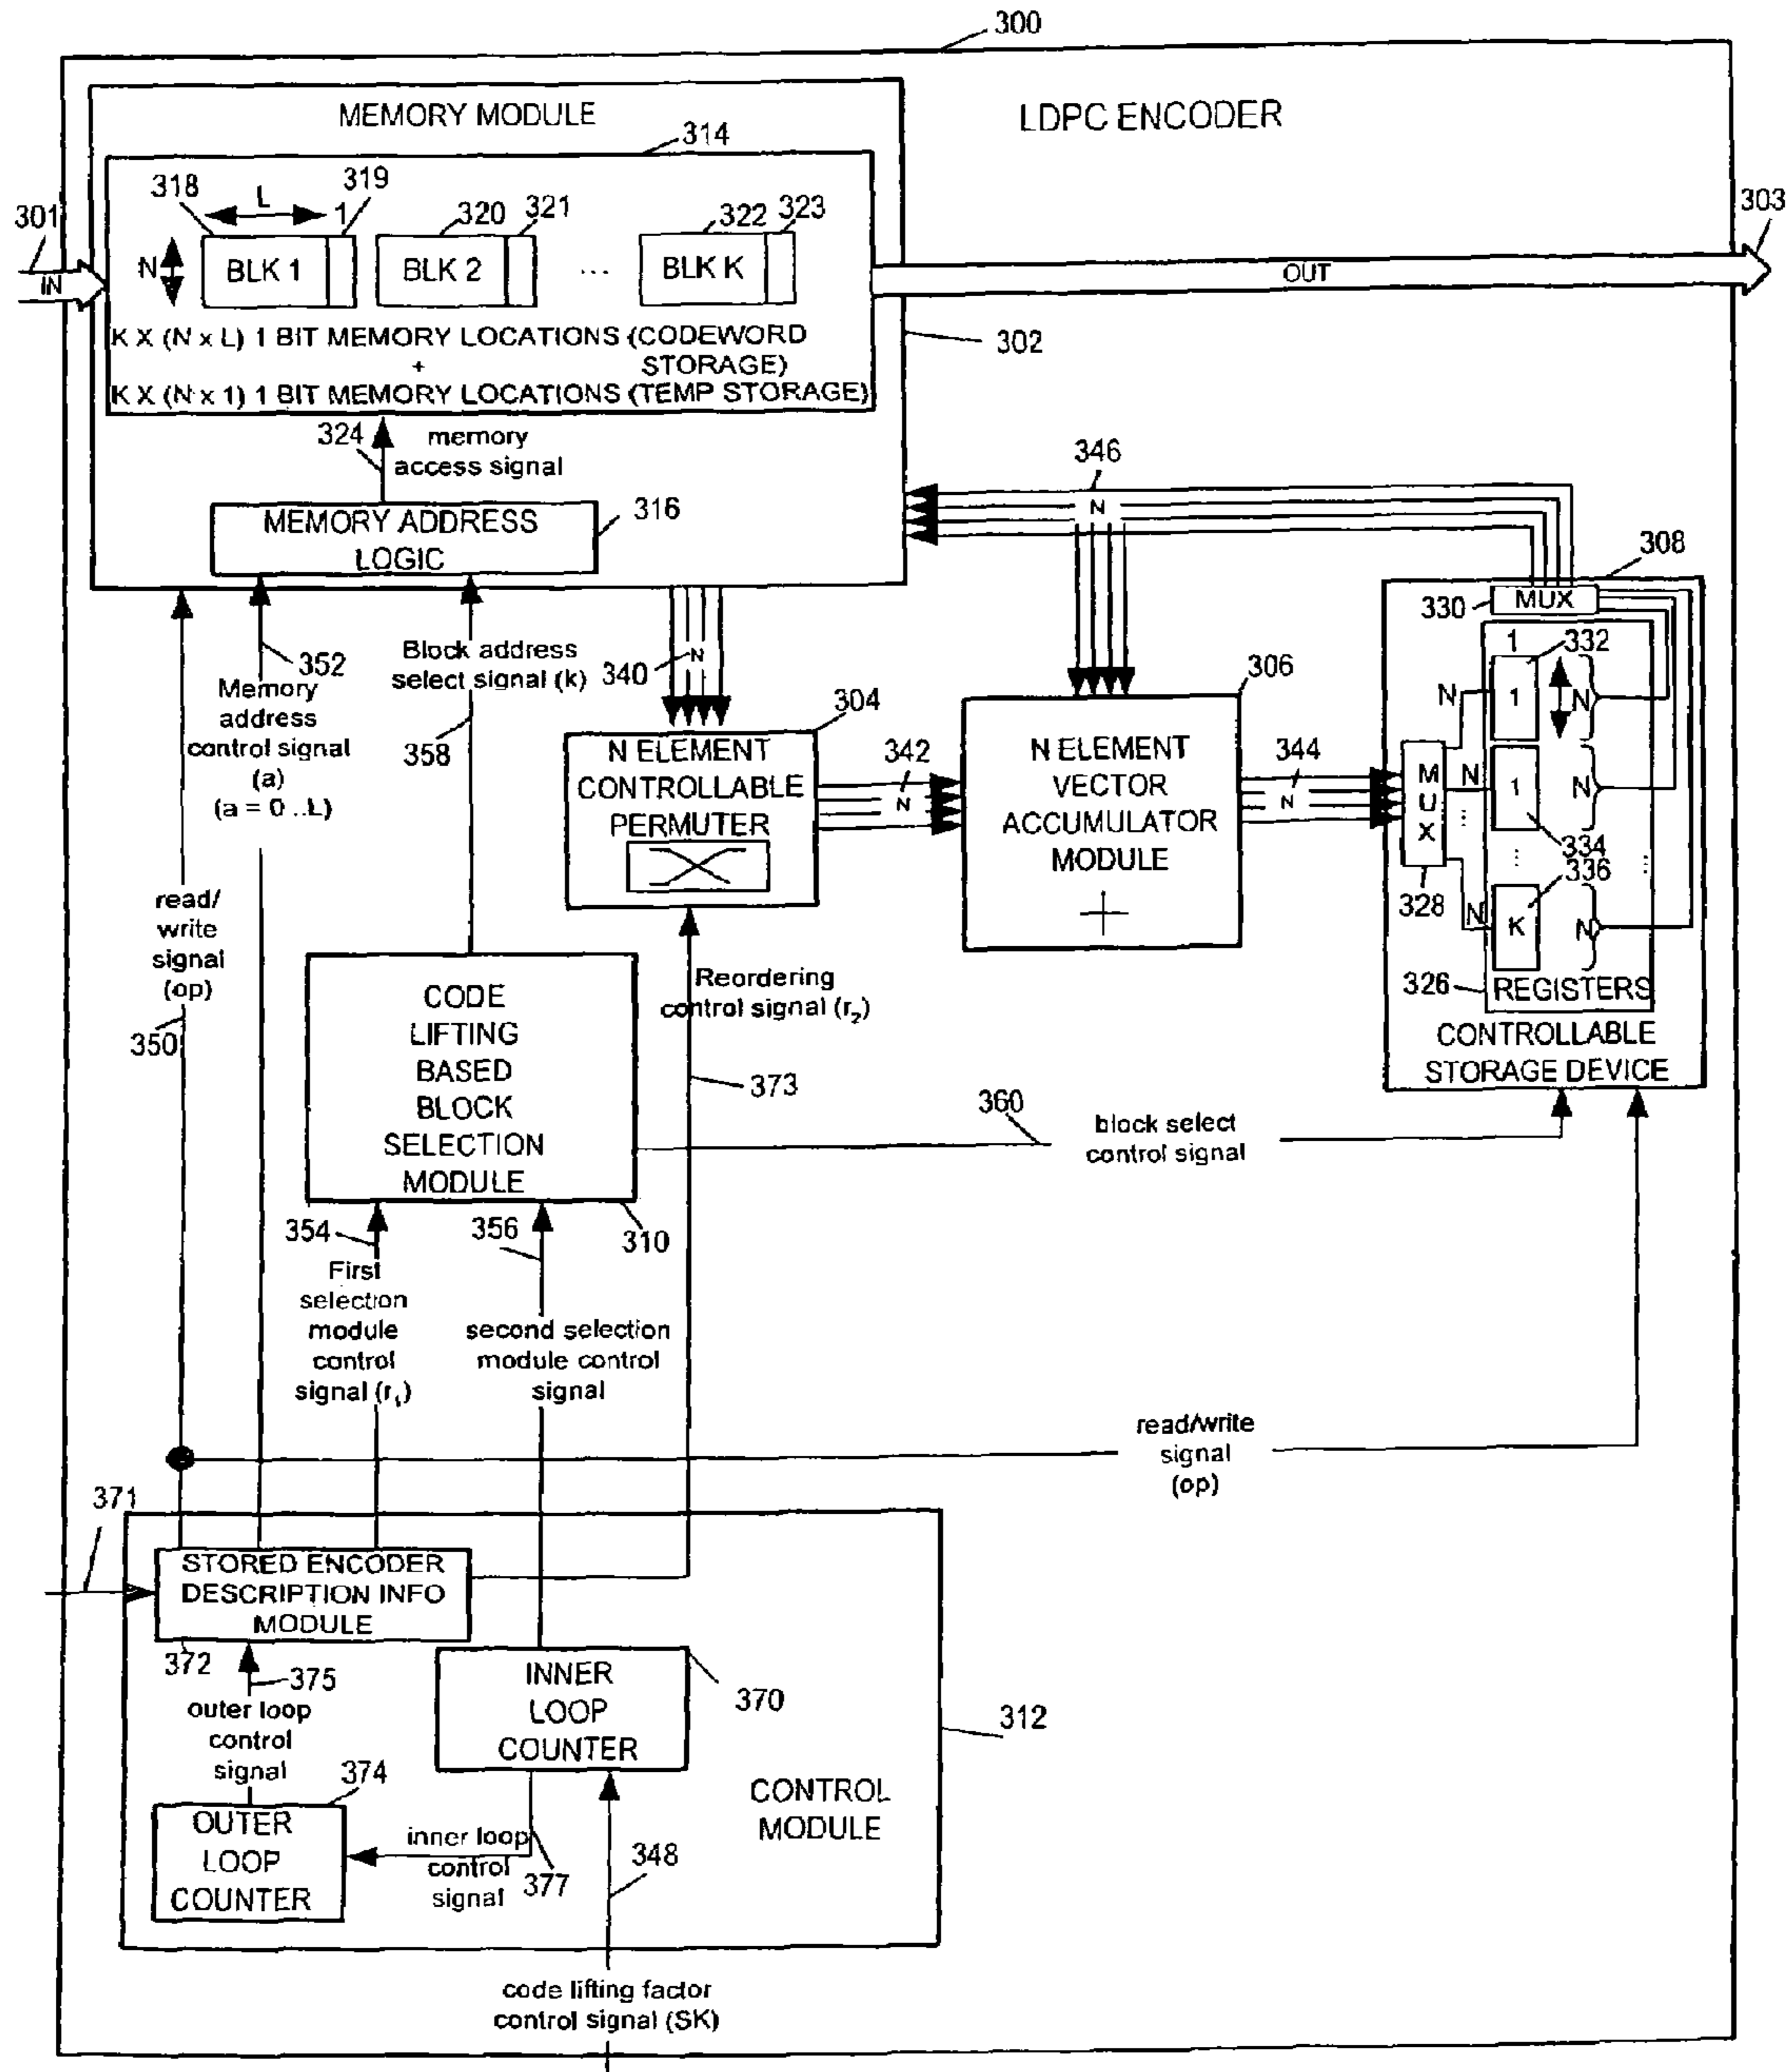 300
MEMORY MODULE
LDPC ENCODER
314
318
L
319
1
320
321
322
323
301
303
N
BLK 1
BLK 2
...
BLK K
IN
OUT
K X (N x L) 1 BIT MEMORY LOCATIONS (CODEWORD
STORAGE)
+
K X (N x 1) 1 BIT MEMORY LOCATIONS (TEMP STORAGE)
302
324
memory
access signal
346
N
MEMORY ADDRESS
LOGIC
316
308
330
MUX
352
Memory
address
control signal
(a)
(a = 0 ..L)
Block address
select signal (k)
358
340
N
304
N ELEMENT
CONTROLLABLE
PERMUTER
342
N
306
N ELEMENT
VECTOR
ACCUMULATOR
MODULE
344
N
MUX
328
1
332
N
1
N
N
1
N
334
...
...
...
336
N
K
N
326
REGISTERS
CONTROLLABLE
STORAGE DEVICE
read/
write
signal
(op)
350
CODE
LIFTING
BASED
BLOCK
SELECTION
MODULE
Reordering
control signal (r2)
373
360
block select
control signal
354
356
310
First
selection
module
control
signal (r1)
second selection
module control
signal
read/write
signal
(op)
371
STORED ENCODER
DESCRIPTION INFO
MODULE
372
375
outer loop
control
signal
INNER
LOOP
COUNTER
370
312
374
OUTER
LOOP
COUNTER
inner loop
control
signal
377
348
CONTROL
MODULE
code lifting factor
control signal (SK)